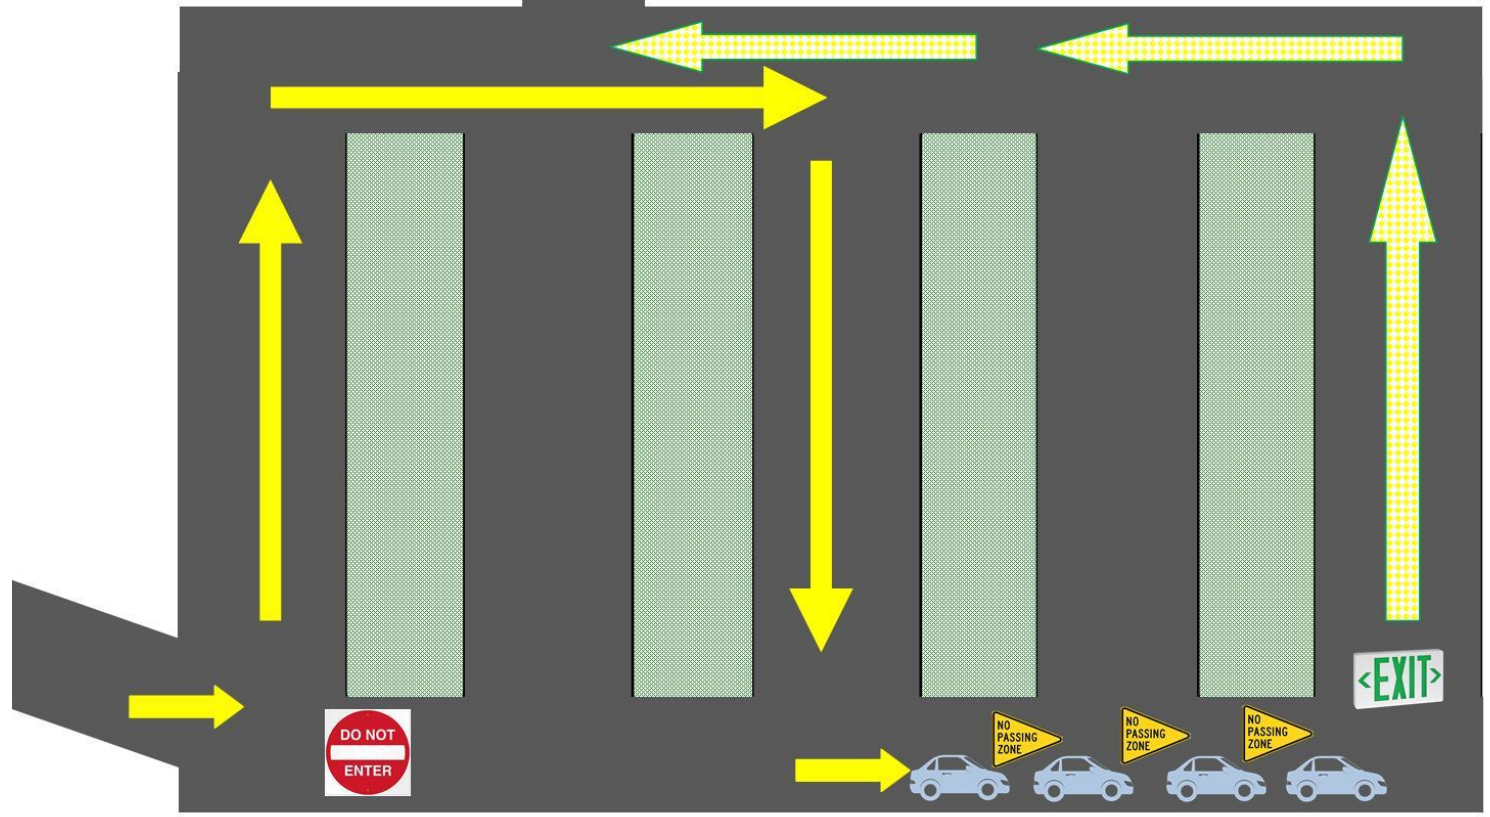 <EXIT>
DO NOT
ENTER
NO
PASSING
ZONE
NO
PASSING
ZONE
NO
PASSING
ZONE